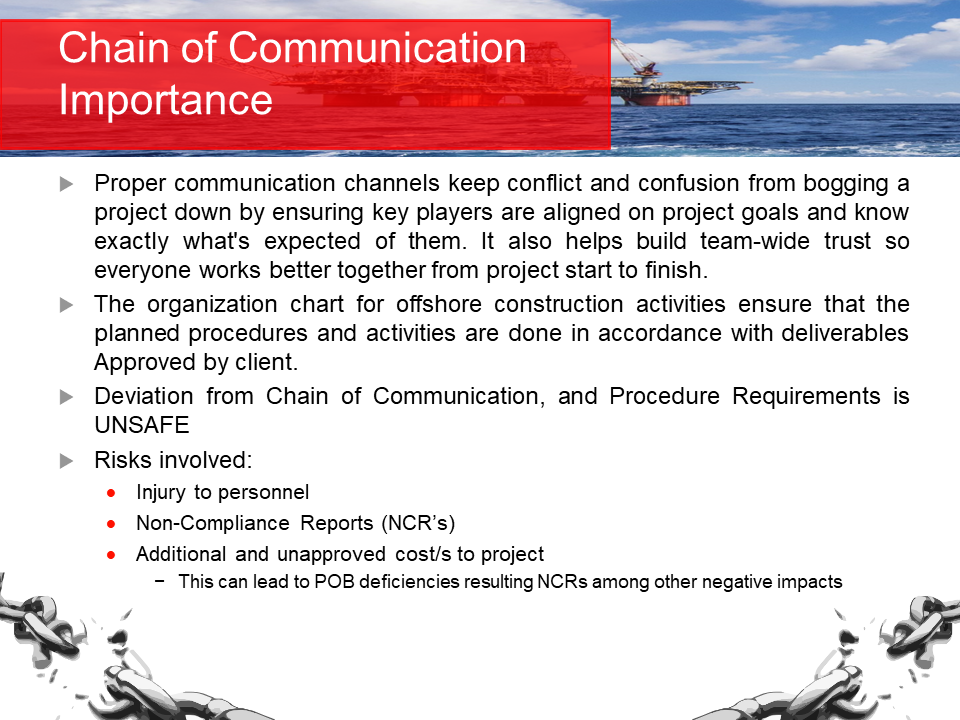 Chain of Communication
Importance
Proper communication channels keep conflict and confusion from bogging a
project down by ensuring key players are aligned on project goals and know
exactly what's expected of them. It also helps build team-wide trust so
everyone works better together from project start to finish.
The organization chart for offshore construction activities ensure that the
planned procedures and activities are done in accordance with deliverables
Approved by client.
Deviation from Chain of Communication, and Procedure Requirements is
UNSAFE
Risks involved:
Injury to personnel
Non-Compliance Reports (NCR’s)
Additional and unapproved cost/s to project
− This can lead to POB deficiencies resulting NCRs among other negative impacts